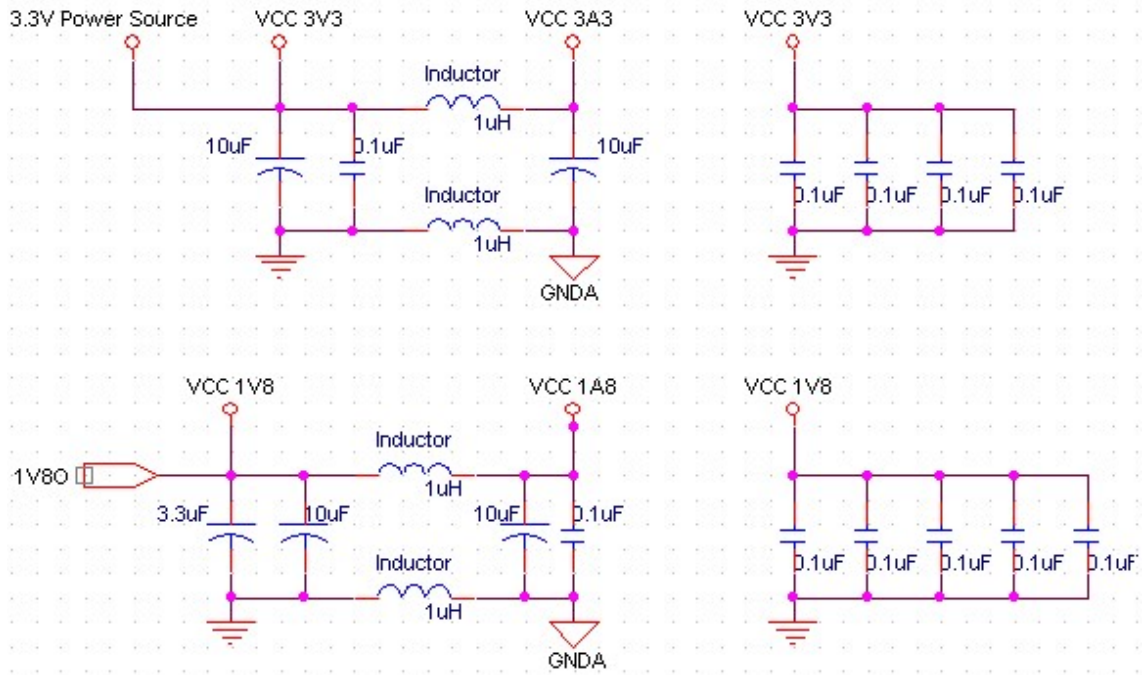 3.3V Power Source
VCC 3V3
VCC 3A3
VCC 3V3
Inductor
1uH
10uF
0.1uF
10uF
0.1uF
0.1uF
0.1uF
0.1uF
Inductor
1uH
GNDA
VCC 1V8
VCC 1A8
VCC 1V8
Inductor
1V8O
1uH
3.3uF
10uF
10uF
0.1uF
Inductor
0.1uF
0.1uF
0.1uF
0.1uF
0.1uF
1uH
GNDA